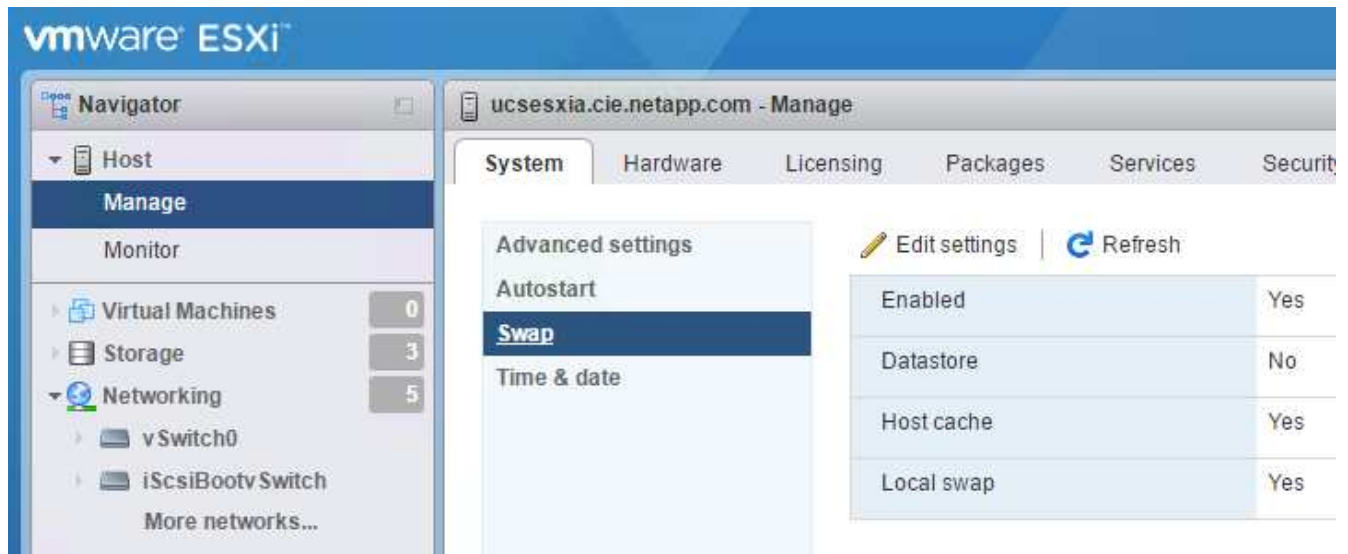 vmware ESXi™
Navigator
Host
Manage
Monitor
Virtual Machines 0
Storage 3
Networking 5
vSwitch0
iScsiBootvSwitch
More networks...
ucsesxia.cie.netapp.com - Manage
System Hardware Licensing Packages Services Security
Advanced settings
Autostart
Swap
Time & date
Edit settings | Refresh
Enabled Yes
Datastore No
Host cache Yes
Local swap Yes